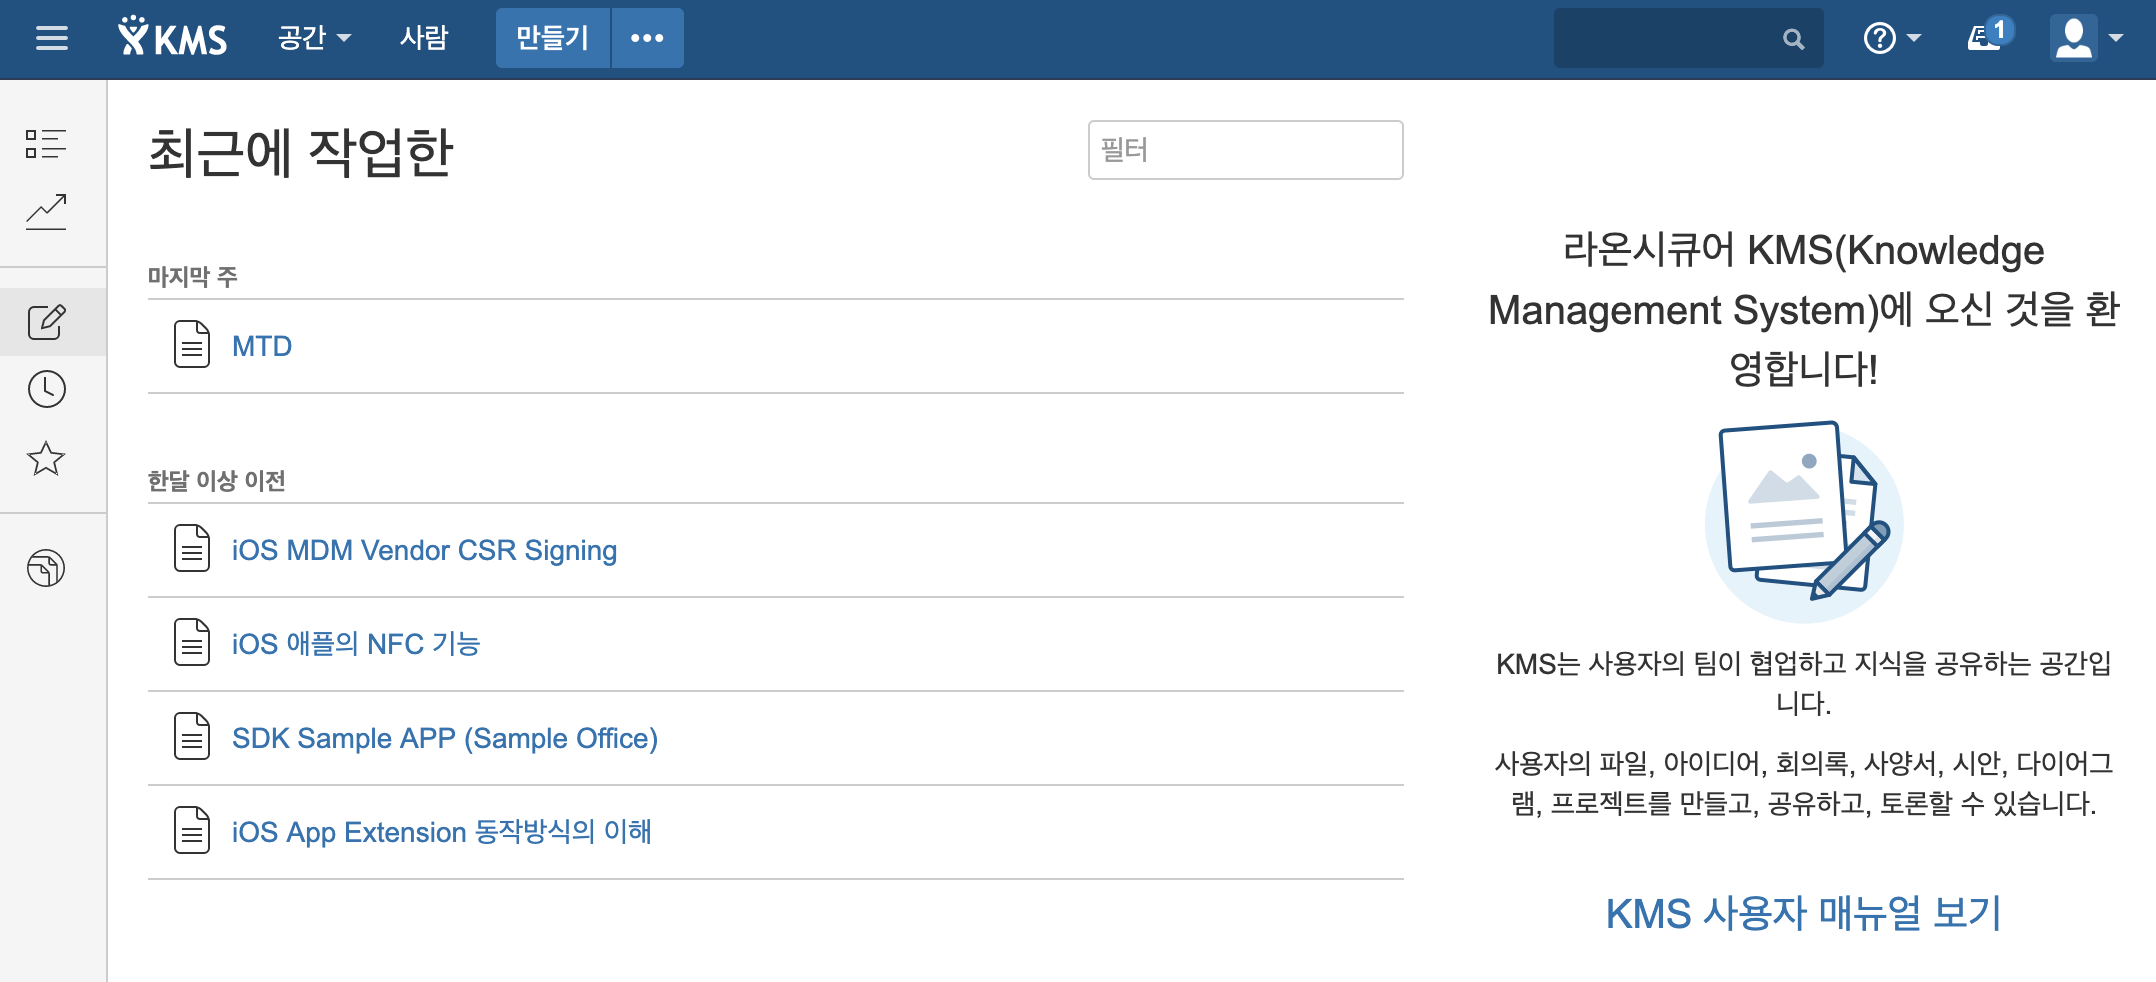 KMS 공간 사람 만들기 ••• 1
최근에 작업한
필터
마지막 주
MTD
한달 이상 이전
iOS MDM Vendor CSR Signing
iOS 애플의 NFC 기능
SDK Sample APP (Sample Office)
iOS App Extension 동작방식의 이해
라온시큐어 KMS(Knowledge
Management System)에 오신 것을 환
영합니다!
KMS는 사용자의 팀이 협업하고 지식을 공유하는 공간입
니다.
사용자의 파일, 아이디어, 회의록, 사양서, 시안, 다이어그
램, 프로젝트를 만들고, 공유하고, 토론할 수 있습니다.
KMS 사용자 매뉴얼 보기